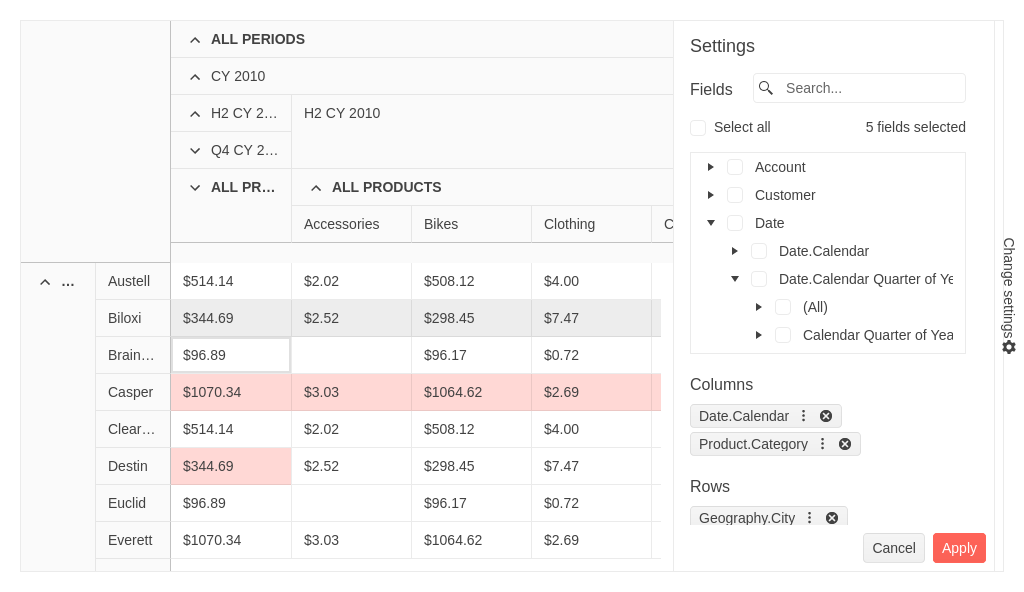 ALL PERIODS
CY 2010
H2 CY 2… H2 CY 2010
Q4 CY 2…
ALL PR… ALL PRODUCTS
Accessories Bikes Clothing C
… Austell $514.14 $2.02 $508.12 $4.00
Biloxi $344.69 $2.52 $298.45 $7.47
Brain… $96.89 $96.17 $0.72
Casper $1070.34 $3.03 $1064.62 $2.69
Clear… $514.14 $2.02 $508.12 $4.00
Destin $344.69 $2.52 $298.45 $7.47
Euclid $96.89 $96.17 $0.72
Everett $1070.34 $3.03 $1064.62 $2.69
Settings
Fields Search...
Select all 5 fields selected
Account
Customer
Date
Date.Calendar
Date.Calendar Quarter of Ye
(All)
Calendar Quarter of Yea
Columns
Date.Calendar
Product.Category
Rows
Geography.City
Cancel Apply
Change settings